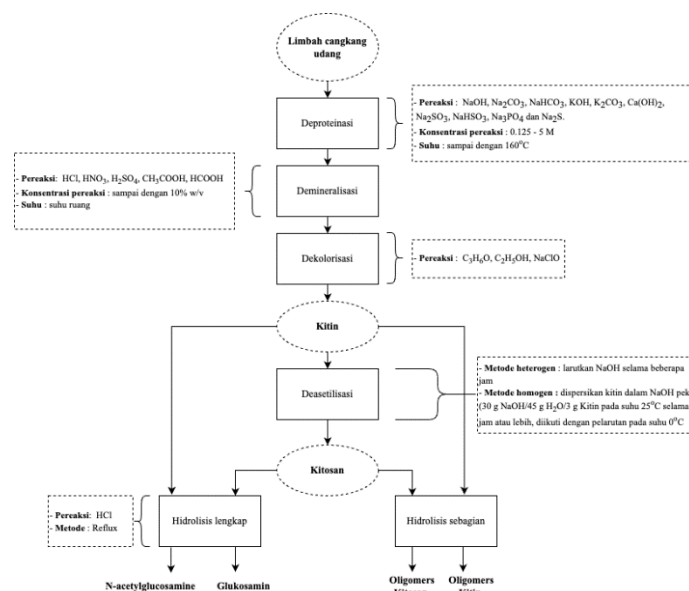 Limbah cangkang
udang
Deproteinasi
- Pereaksi : NaOH, Na2CO3, NaHCO3, KOH, K2CO3, Ca(OH)2,
Na2SO3, NaHSO3, Na3PO4 dan Na2S.
- Konsentrasi pereaksi : 0.125 - 5 M
- Suhu : sampai dengan 160°C
- Pereaksi: HCl, HNO3, H2SO4, CH3COOH, HCOOH
- Konsentrasi pereaksi : sampai dengan 10% w/v
- Suhu : suhu ruang
Demineralisasi
Dekolorisasi
- Pereaksi : C3H6O, C2H5OH, NaClO
Kitin
Deasetilisasi
- Metode heterogen : larutkan NaOH selama beberapa
jam
- Metode homogen : dispersikan kitin dalam NaOH pek
(30 g NaOH/45 g H2O/3 g Kitin pada suhu 25°C selama
jam atau lebih, diikuti dengan pelarutan pada suhu 0°C
Kitosan
- Pereaksi: HCl
- Metode : Reflux
Hidrolisis lengkap
Hidrolisis sebagian
N-acetylglucosamine
Glukosamin
Oligomers
Oligomers